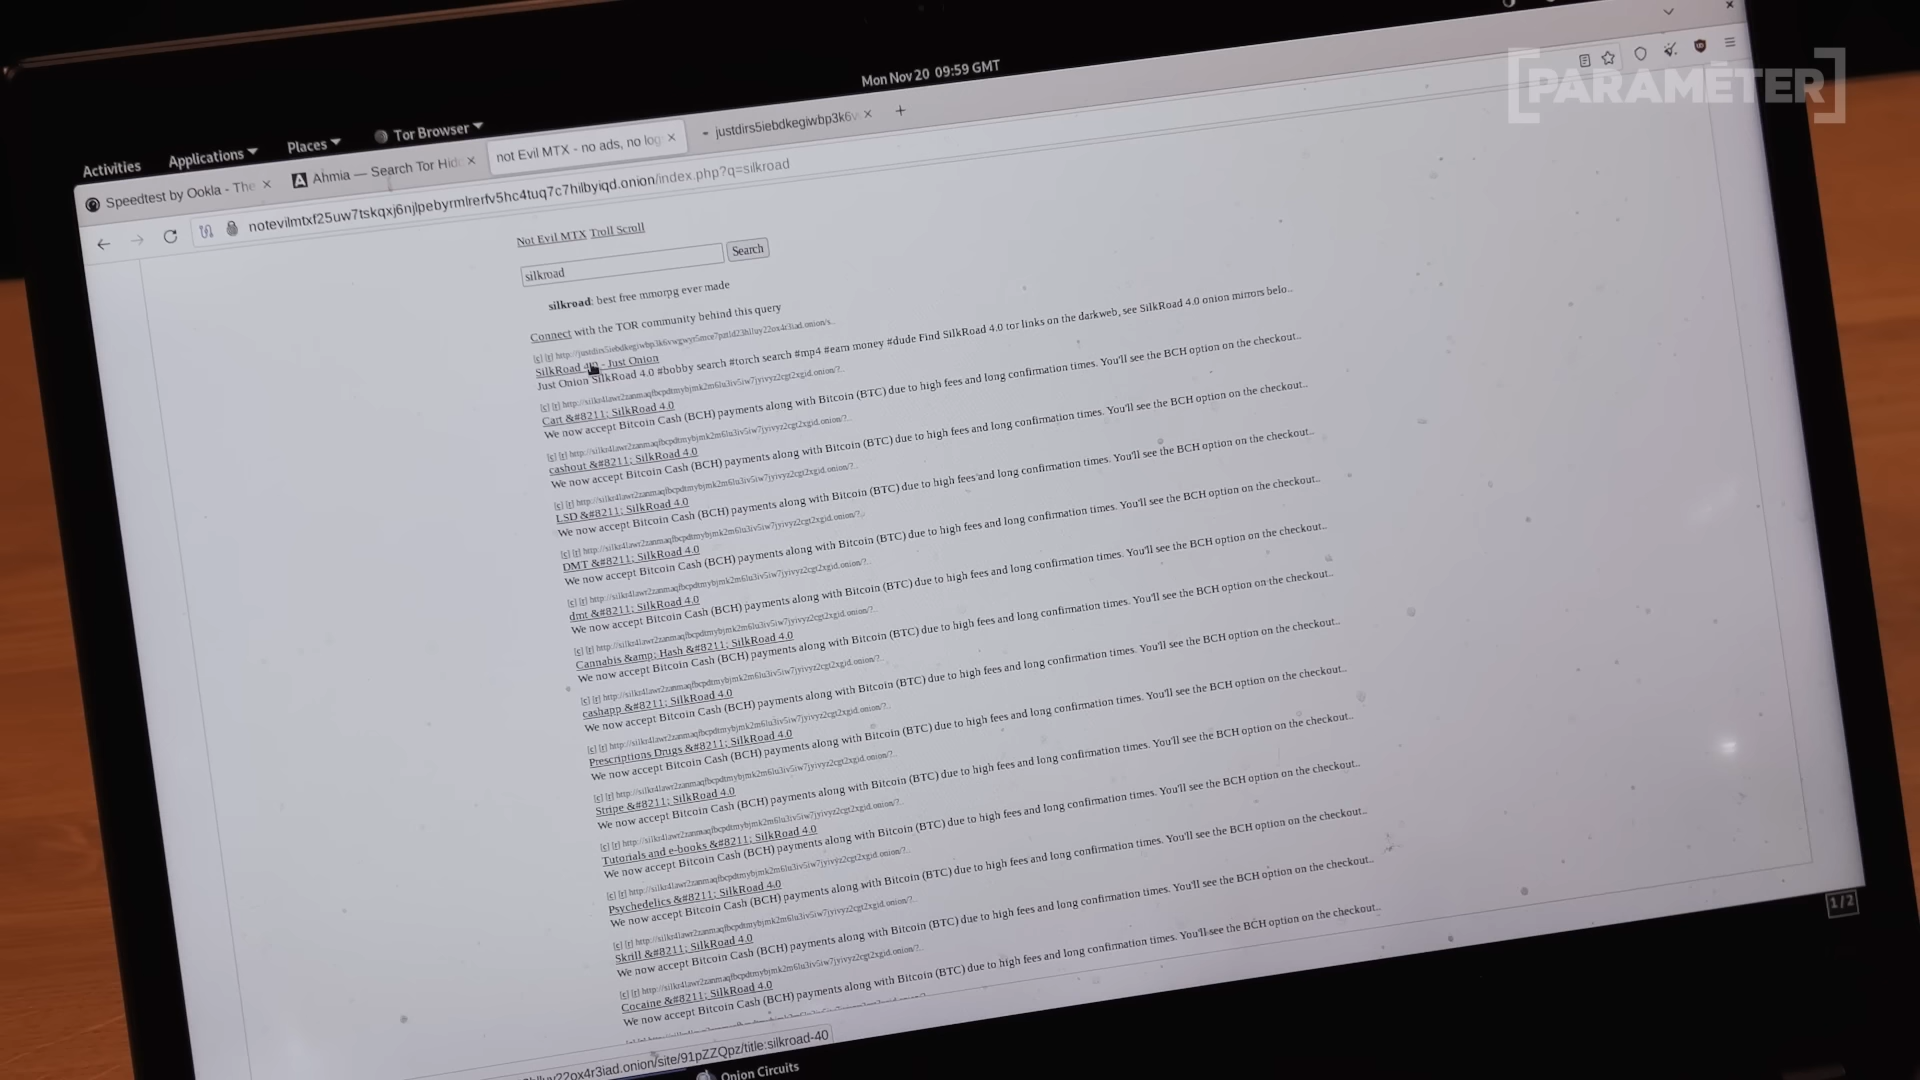 [PARAMÉTER]
Mon Nov 20 09:59 GMT
Activities Applications Places Tor Browser
Speedtest by Ookla - The
Ahmia — Search Tor Hid
not Evil MTX - no ads, no log
justdirs5iebdkegiwbp3k6v
Not Evil MTX Troll Scroll
silkroad Search
silkroad: best free mmorpg ever made
Connect with the TOR community behind this query
SilkRoad - Just Onion
Just Onion SilkRoad 4.0 #bobby search #torch search #mp4 #earn money #dude Find SilkRoad 4.0 tor links on the darkweb, see SilkRoad 4.0 onion mirrors belo...
Cart &#8211; SilkRoad 4.0
We now accept Bitcoin Cash (BCH) payments along with Bitcoin (BTC) due to high fees and long confirmation times. You'll see the BCH option on the checkout...
cashout &#8211; SilkRoad 4.0
We now accept Bitcoin Cash (BCH) payments along with Bitcoin (BTC) due to high fees and long confirmation times. You'll see the BCH option on the checkout...
LSD &#8211; SilkRoad 4.0
We now accept Bitcoin Cash (BCH) payments along with Bitcoin (BTC) due to high fees and long confirmation times. You'll see the BCH option on the checkout...
DMT &#8211; SilkRoad 4.0
We now accept Bitcoin Cash (BCH) payments along with Bitcoin (BTC) due to high fees and long confirmation times. You'll see the BCH option on the checkout...
dmt &#8211; SilkRoad 4.0
We now accept Bitcoin Cash (BCH) payments along with Bitcoin (BTC) due to high fees and long confirmation times. You'll see the BCH option on the checkout...
Cannabis &amp; Hash &#8211; SilkRoad 4.0
We now accept Bitcoin Cash (BCH) payments along with Bitcoin (BTC) due to high fees and long confirmation times. You'll see the BCH option on the checkout...
cashapp &#8211; SilkRoad 4.0
We now accept Bitcoin Cash (BCH) payments along with Bitcoin (BTC) due to high fees and long confirmation times. You'll see the BCH option on the checkout...
Prescriptions Drugs &#8211; SilkRoad 4.0
We now accept Bitcoin Cash (BCH) payments along with Bitcoin (BTC) due to high fees and long confirmation times. You'll see the BCH option on the checkout...
Stripe &#8211; SilkRoad 4.0
We now accept Bitcoin Cash (BCH) payments along with Bitcoin (BTC) due to high fees and long confirmation times. You'll see the BCH option on the checkout...
Tutorials and e-books &#8211; SilkRoad 4.0
We now accept Bitcoin Cash (BCH) payments along with Bitcoin (BTC) due to high fees and long confirmation times. You'll see the BCH option on the checkout...
Psychedelics &#8211; SilkRoad 4.0
We now accept Bitcoin Cash (BCH) payments along with Bitcoin (BTC) due to high fees and long confirmation times. You'll see the BCH option on the checkout...
Skrill &#8211; SilkRoad 4.0
We now accept Bitcoin Cash (BCH) payments along with Bitcoin (BTC) due to high fees and long confirmation times. You'll see the BCH option on the checkout...
Cocaine &#8211; SilkRoad 4.0
We now accept Bitcoin Cash (BCH) payments along with Bitcoin (BTC) due to high fees and long confirmation times. You'll see the BCH option on the checkout...
1/2
Onion Circuits